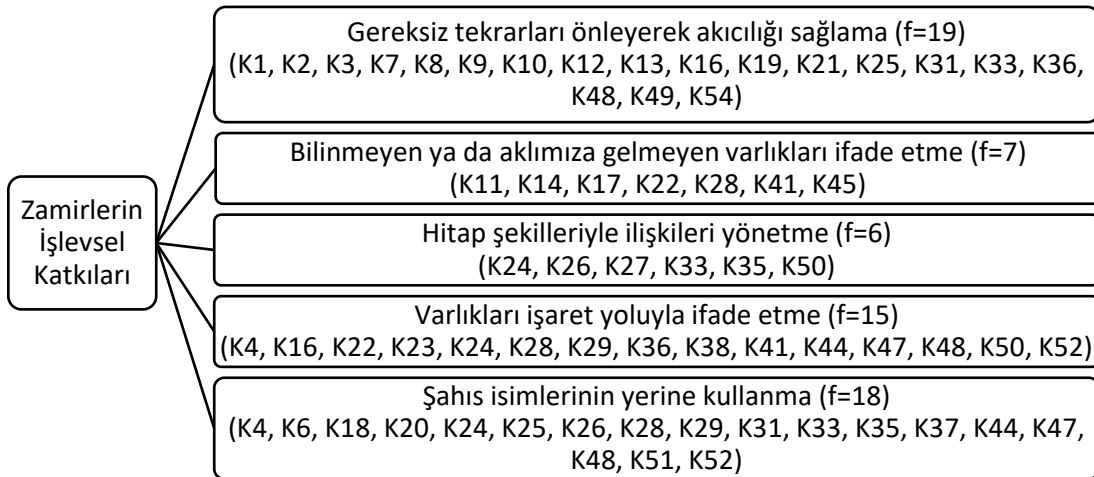 Gereksiz tekrarları önleyerek akıcılığı sağlama (f=19)
(K1, K2, K3, K7, K8, K9, K10, K12, K13, K16, K19, K21, K25, K31, K33, K36,
K48, K49, K54)
Bilinmeyen ya da aklımıza gelmeyen varlıkları ifade etme (f=7)
(K11, K14, K17, K22, K28, K41, K45)
Zamirlerin
İşlevsel
Katkıları
Hitap şekilleriyle ilişkileri yönetme (f=6)
(K24, K26, K27, K33, K35, K50)
Varlıkları işaret yoluyla ifade etme (f=15)
(K4, K16, K22, K23, K24, K28, K29, K36, K38, K41, K44, K47, K48, K50, K52)
Şahıs isimlerinin yerine kullanma (f=18)
(K4, K6, K18, K20, K24, K25, K26, K28, K29, K31, K33, K35, K37, K44, K47,
K48, K51, K52)